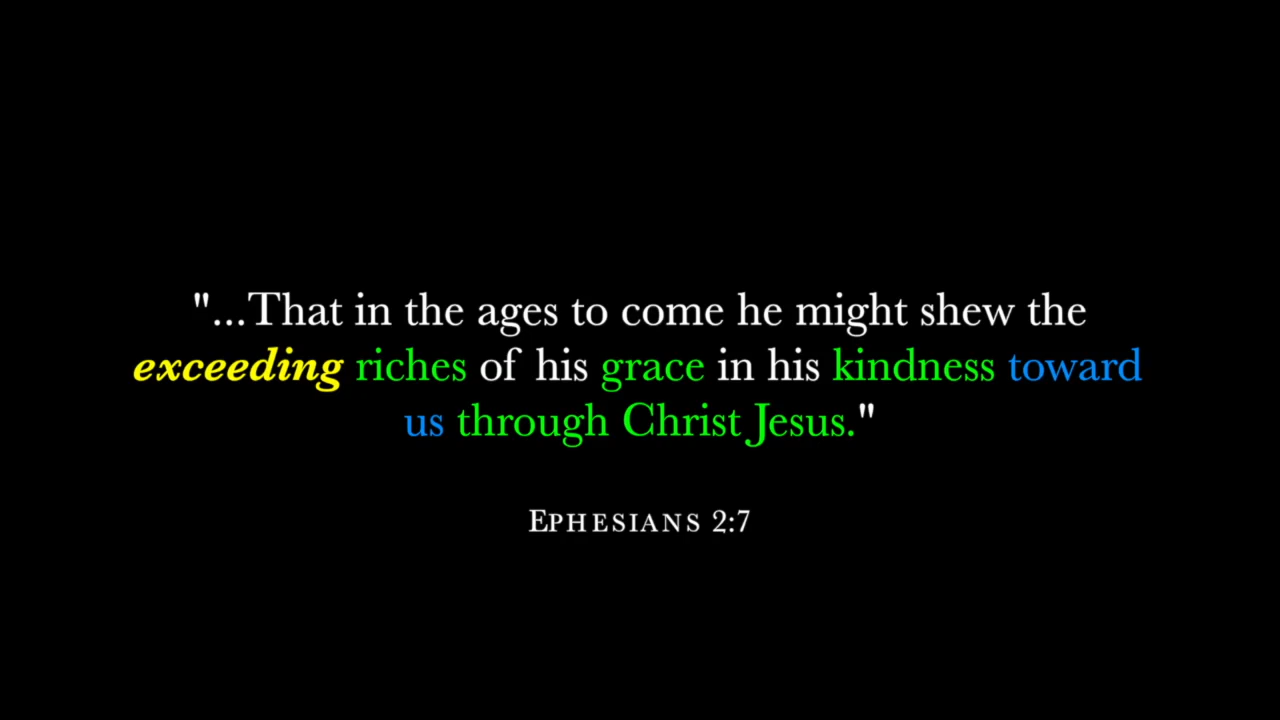 "...That in the ages to come he might shew the
exceeding riches of his grace in his kindness toward
us through Christ Jesus."
EPHESIANS 2:7